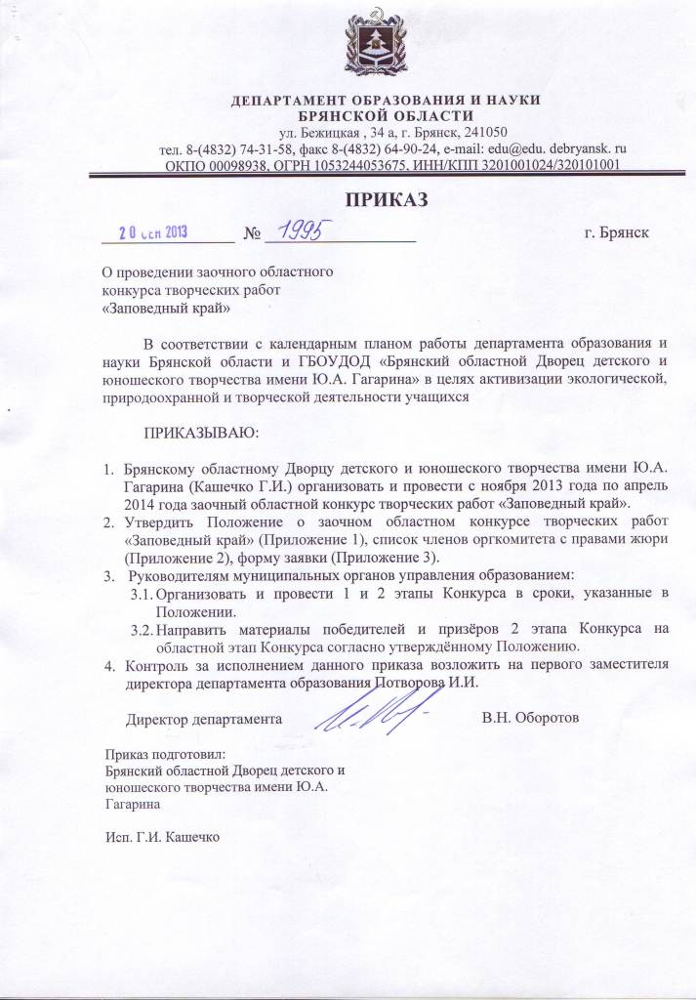 ДЕПАРТАМЕНТ ОБРАЗОВАНИЯ И НАУКИ
БРЯНСКОЙ ОБЛАСТИ
ул. Бежицкая , 34 а, г. Брянск, 241050
тел. 8-(4832) 74-31-58, факс 8-(4832) 64-90-24, e-mail: edu@edu. debryansk. ru
ОКПО 00098938, ОГРН 1053244053675, ИНН/КПП 3201001024/320101001
ПРИКАЗ
20 СЕН 2013 № 1995 г. Брянск
О проведении заочного областного
конкурса творческих работ
«Заповедный край»
В соответствии с календарным планом работы департамента образования и
науки Брянской области и ГБОУДОД «Брянский областной Дворец детского и
юношеского творчества имени Ю.А. Гагарина» в целях активизации экологической,
природоохранной и творческой деятельности учащихся
ПРИКАЗЫВАЮ:
1. Брянскому областному Дворцу детского и юношеского творчества имени Ю.А.
Гагарина (Кашечко Г.И.) организовать и провести с ноября 2013 года по апрель
2014 года заочный областной конкурс творческих работ «Заповедный край».
2. Утвердить Положение о заочном областном конкурсе творческих работ
«Заповедный край» (Приложение 1), список членов оргкомитета с правами жюри
(Приложение 2), форму заявки (Приложение 3).
3. Руководителям муниципальных органов управления образованием:
3.1. Организовать и провести 1 и 2 этапы Конкурса в сроки, указанные в
Положении.
3.2. Направить материалы победителей и призёров 2 этапа Конкурса на
областной этап Конкурса согласно утверждённому Положению.
4. Контроль за исполнением данного приказа возложить на первого заместителя
директора департамента образования Потворова И.И.
Директор департамента В.Н. Оборотов
Приказ подготовил:
Брянский областной Дворец детского и
юношеского творчества имени Ю.А.
Гагарина
Исп. Г.И. Кашечко